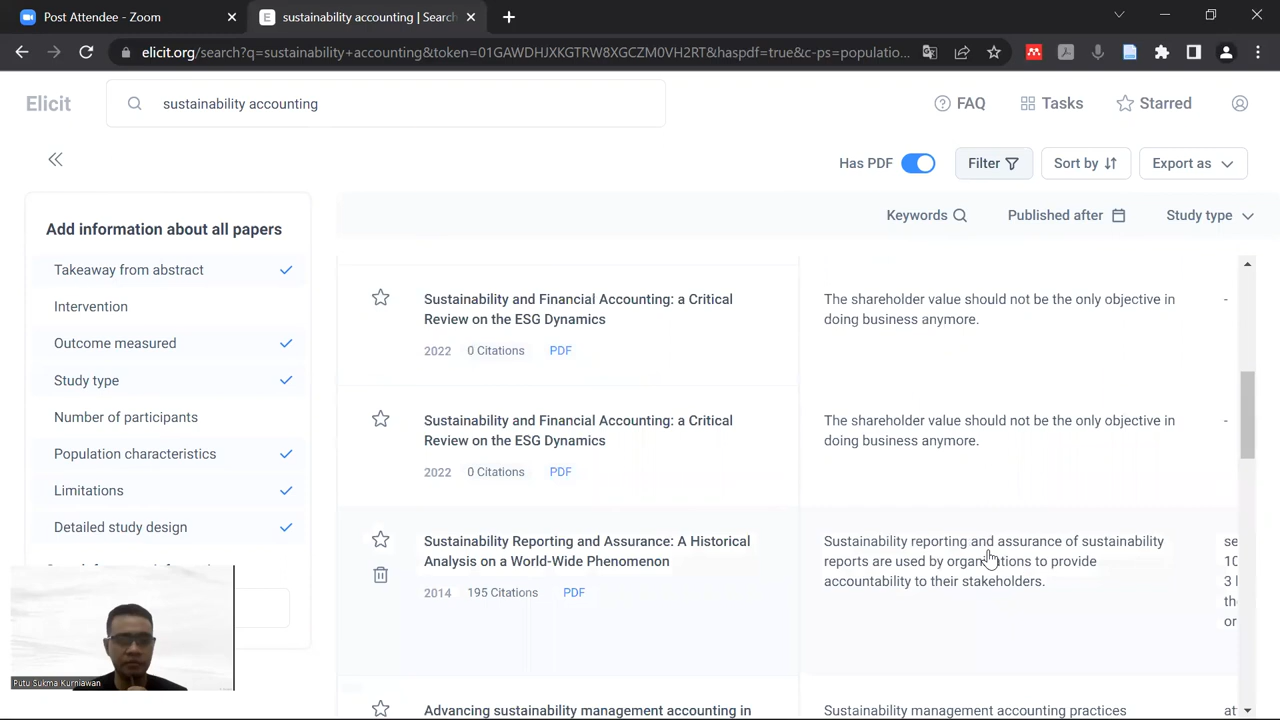 Post Attendee - Zoom
sustainability accounting | Search
elicit.org/search?q=sustainability+accounting&token=01GAWDHJXKGTRW8XGCZM0VH2RT&haspdf=true&c-ps=populatio...
Elicit
sustainability accounting
FAQ
Tasks
Starred
Has PDF
Filter
Sort by
Export as
Add information about all papers
Takeaway from abstract
Intervention
Outcome measured
Study type
Number of participants
Population characteristics
Limitations
Detailed study design
Keywords
Published after
Study type
Sustainability and Financial Accounting: a Critical
Review on the ESG Dynamics
2022 0 Citations PDF
The shareholder value should not be the only objective in
doing business anymore.
-
Sustainability and Financial Accounting: a Critical
Review on the ESG Dynamics
2022 0 Citations PDF
The shareholder value should not be the only objective in
doing business anymore.
-
Sustainability Reporting and Assurance: A Historical
Analysis on a World-Wide Phenomenon
2014 195 Citations PDF
Sustainability reporting and assurance of sustainability
reports are used by organizations to provide
accountability to their stakeholders.
se
10
3
the
or
Advancing sustainability management accounting in
Sustainability management accounting practices
at
Putu Sukma Kurniawan